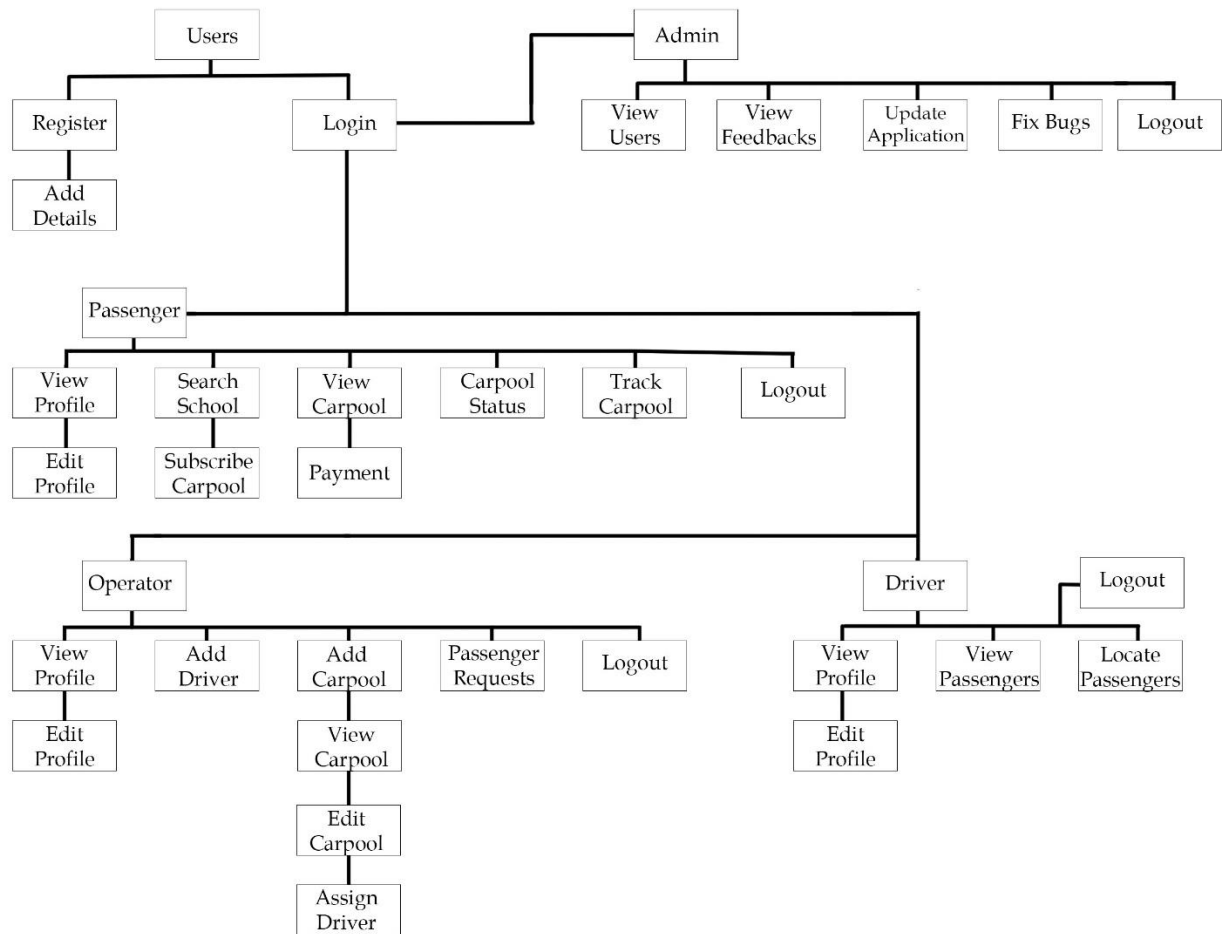 Users
Admin
Register
Login
View
Users
View
Feedbacks
Update
Application
Fix Bugs
Logout
Add
Details
Passenger
View
Profile
Search
School
View
Carpool
Carpool
Status
Track
Carpool
Logout
Edit
Profile
Subscribe
Carpool
Payment
Operator
Driver
Logout
View
Profile
Add
Driver
Add
Carpool
Passenger
Requests
Logout
View
Profile
View
Passengers
Locate
Passengers
Edit
Profile
View
Carpool
Edit
Profile
Edit
Carpool
Assign
Driver